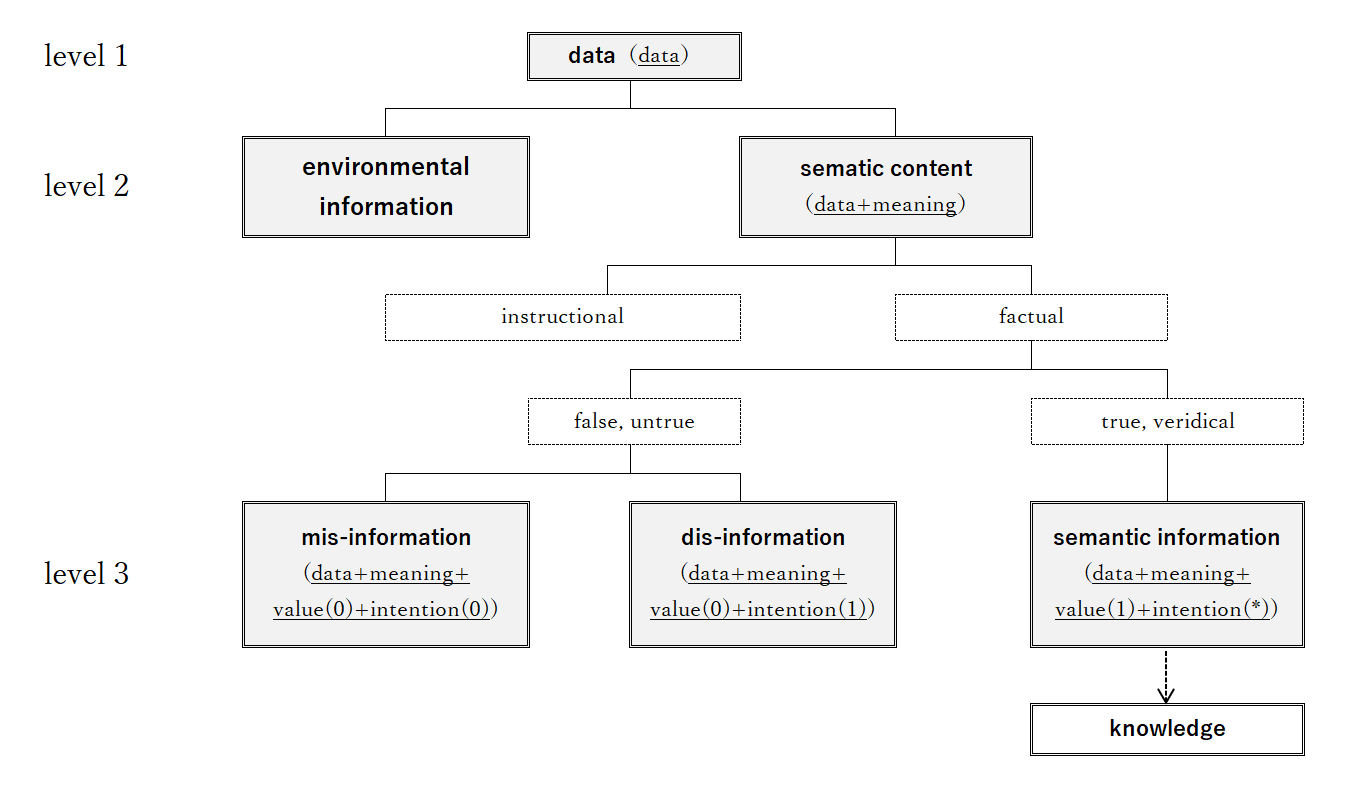 level 1
data (data)
level 2
environmental
information
sematic content
(data+meaning)
instructional
factual
false, untrue
true, veridical
level 3
mis-information
(data+meaning+
value(0)+intention(0))
dis-information
(data+meaning+
value(0)+intention(1))
semantic information
(data+meaning+
value(1)+intention(*))
knowledge